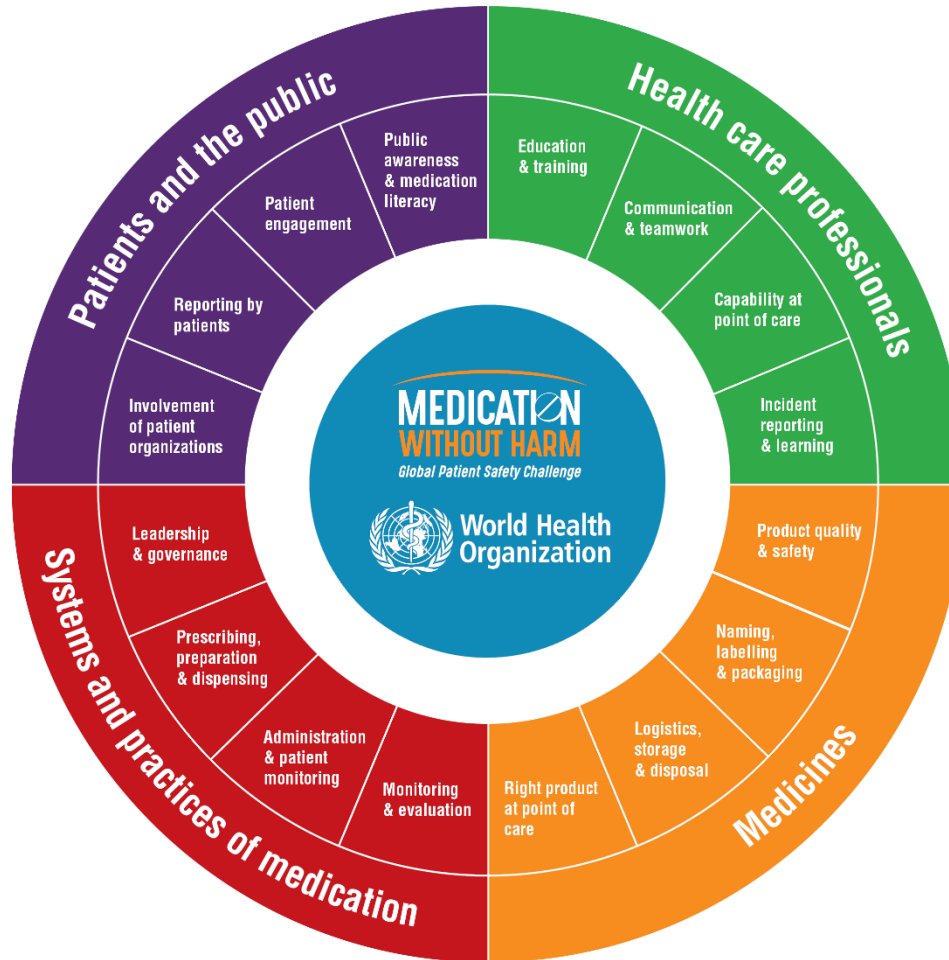 Patients and the public
Public
awareness
& medication
literacy
Patient
engagement
Reporting by
patients
Involvement
of patient
organizations
Health care professionals
Education
& training
Communication
& teamwork
Capability at
point of care
Incident
reporting
& learning
MEDICATION
WITHOUT HARM
Global Patient Safety Challenge
World Health
Organization
Medicines
Product quality
& safety
Naming,
labelling
& packaging
Logistics,
storage
& disposal
Right product
at point of
care
Systems and practices of medication
Leadership
& governance
Prescribing,
preparation
& dispensing
Administration
& patient
monitoring
Monitoring
& evaluation